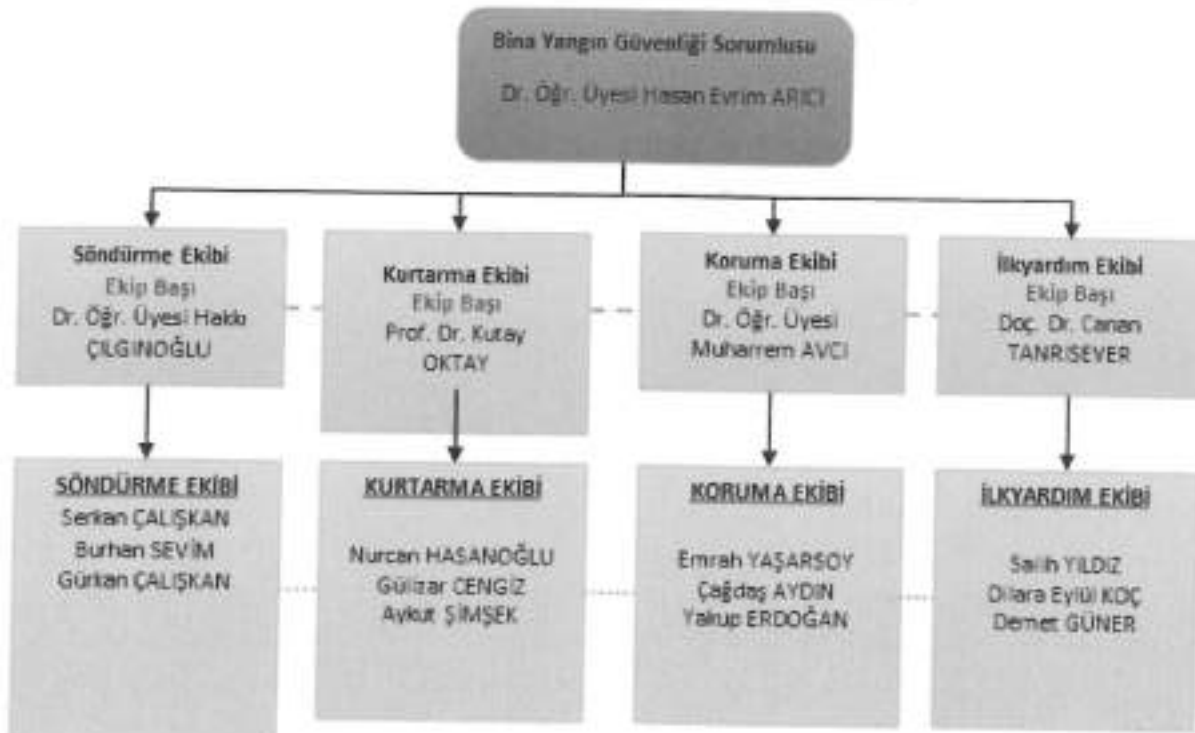 Bina Yangın Güvenliği Sorumlusu
Dr. Öğr. Üyesi Hasan Evrim ARICI
Söndürme Ekibi
Ekip Başı
Dr. Öğr. Üyesi Hakkı
ÇILGINOĞLU
Kurtarma Ekibi
Ekip Başı
Prof. Dr. Kutay
OKTAY
Koruma Ekibi
Ekip Başı
Dr. Öğr. Üyesi
Muharrem AVCI
İlkyardım Ekibi
Ekip Başı
Doç. Dr. Canan
TANRISEVER
SÖNDÜRME EKİBİ
Serkan ÇALIŞKAN
Burhan SEVİM
Gürkan ÇALIŞKAN
KURTARMA EKİBİ
Nurcan HASANOĞLU
Gülizar CENGİZ
Aykut ŞİMŞEK
KORUMA EKİBİ
Emrah YAŞARSOY
Çağdaş AYDIN
Yakup ERDOĞAN
İLKYARDIM EKİBİ
Salih YILDIZ
Dilara Eylül KOÇ
Demet GÜNER